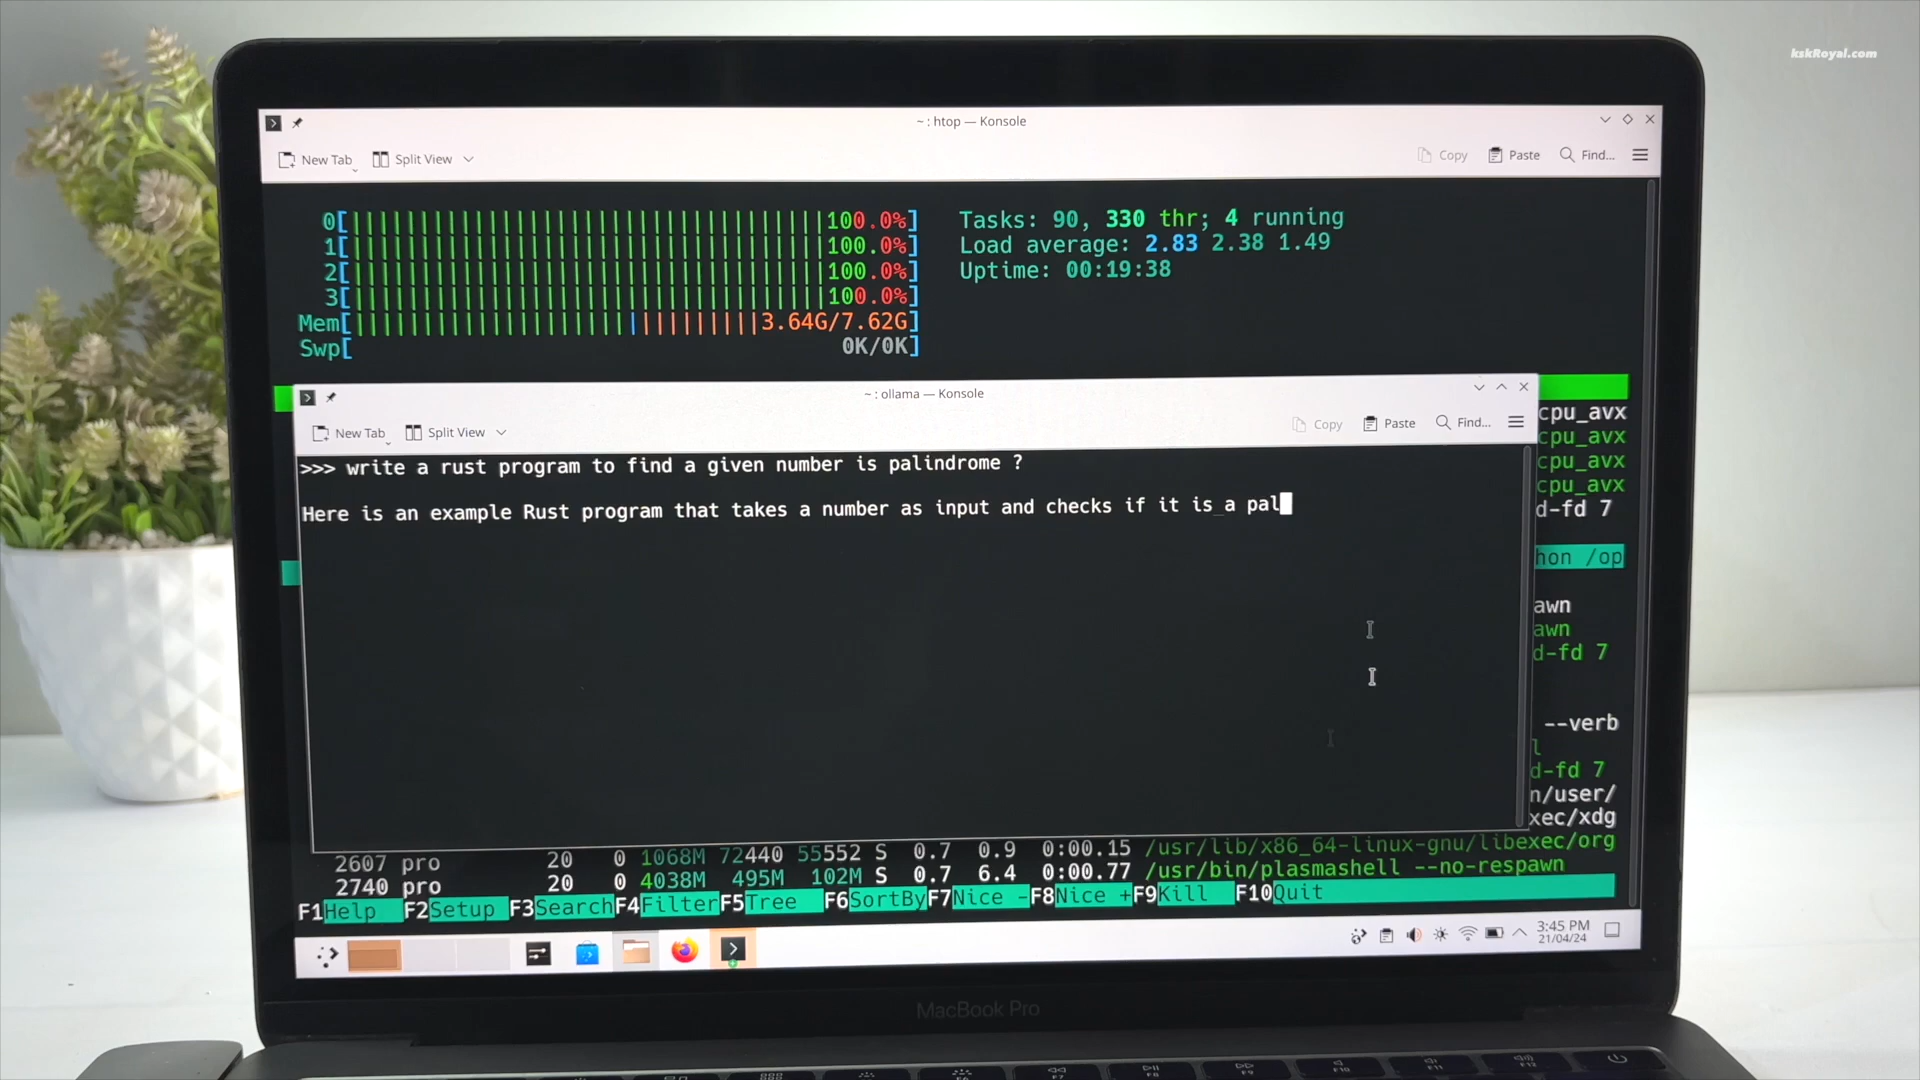 kskRoyal.com
~ : htop — Konsole
New Tab Split View Copy Paste Find...
0[ 100.0%] Tasks: 90, 330 thr; 4 running
1[ 100.0%] Load average: 2.83 2.38 1.49
2[ 100.0%] Uptime: 00:19:38
3[ 100.0%]
Mem[ 3.64G/7.62G]
Swp[ 0K/0K]
~ : ollama — Konsole
New Tab Split View Copy Paste Find...
>>> write a rust program to find a given number is palindrome ?
Here is an example Rust program that takes a number as input and checks if it is a pal
cpu_avx
cpu_avx
cpu_avx
cpu_avx
d-fd 7
hon /op
awn
awn
d-fd 7
--verb
l
d-fd 7
n/user/
xec/xdg
2607 pro 20 0 1068M 72440 55552 S 0.7 0.9 0:00.15 /usr/lib/x86_64-linux-gnu/libexec/org
2740 pro 20 0 4038M 495M 102M S 0.7 6.4 0:00.77 /usr/bin/plasmashell --no-respawn
F1Help F2Setup F3Search F4Filter F5Tree F6SortBy F7Nice - F8Nice + F9Kill F10Quit
3:45 PM
21/04/24
MacBook Pro